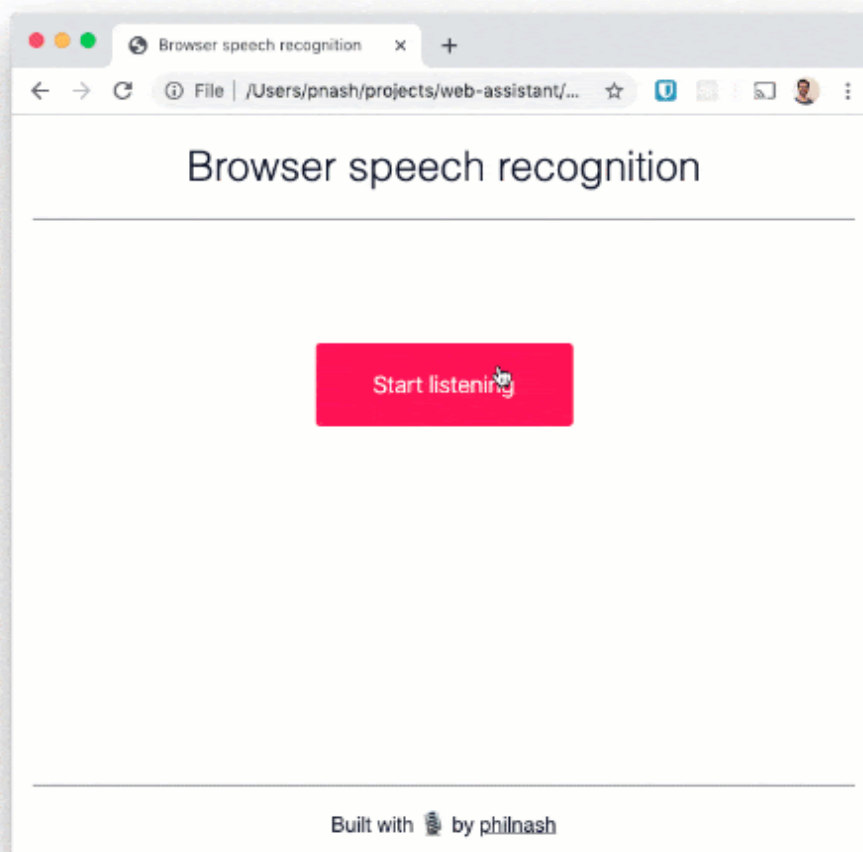 Browser speech recognition
File | /Users/pnash/projects/web-assistant/...
Browser speech recognition
Start listening
Built with 🎙 by philnash